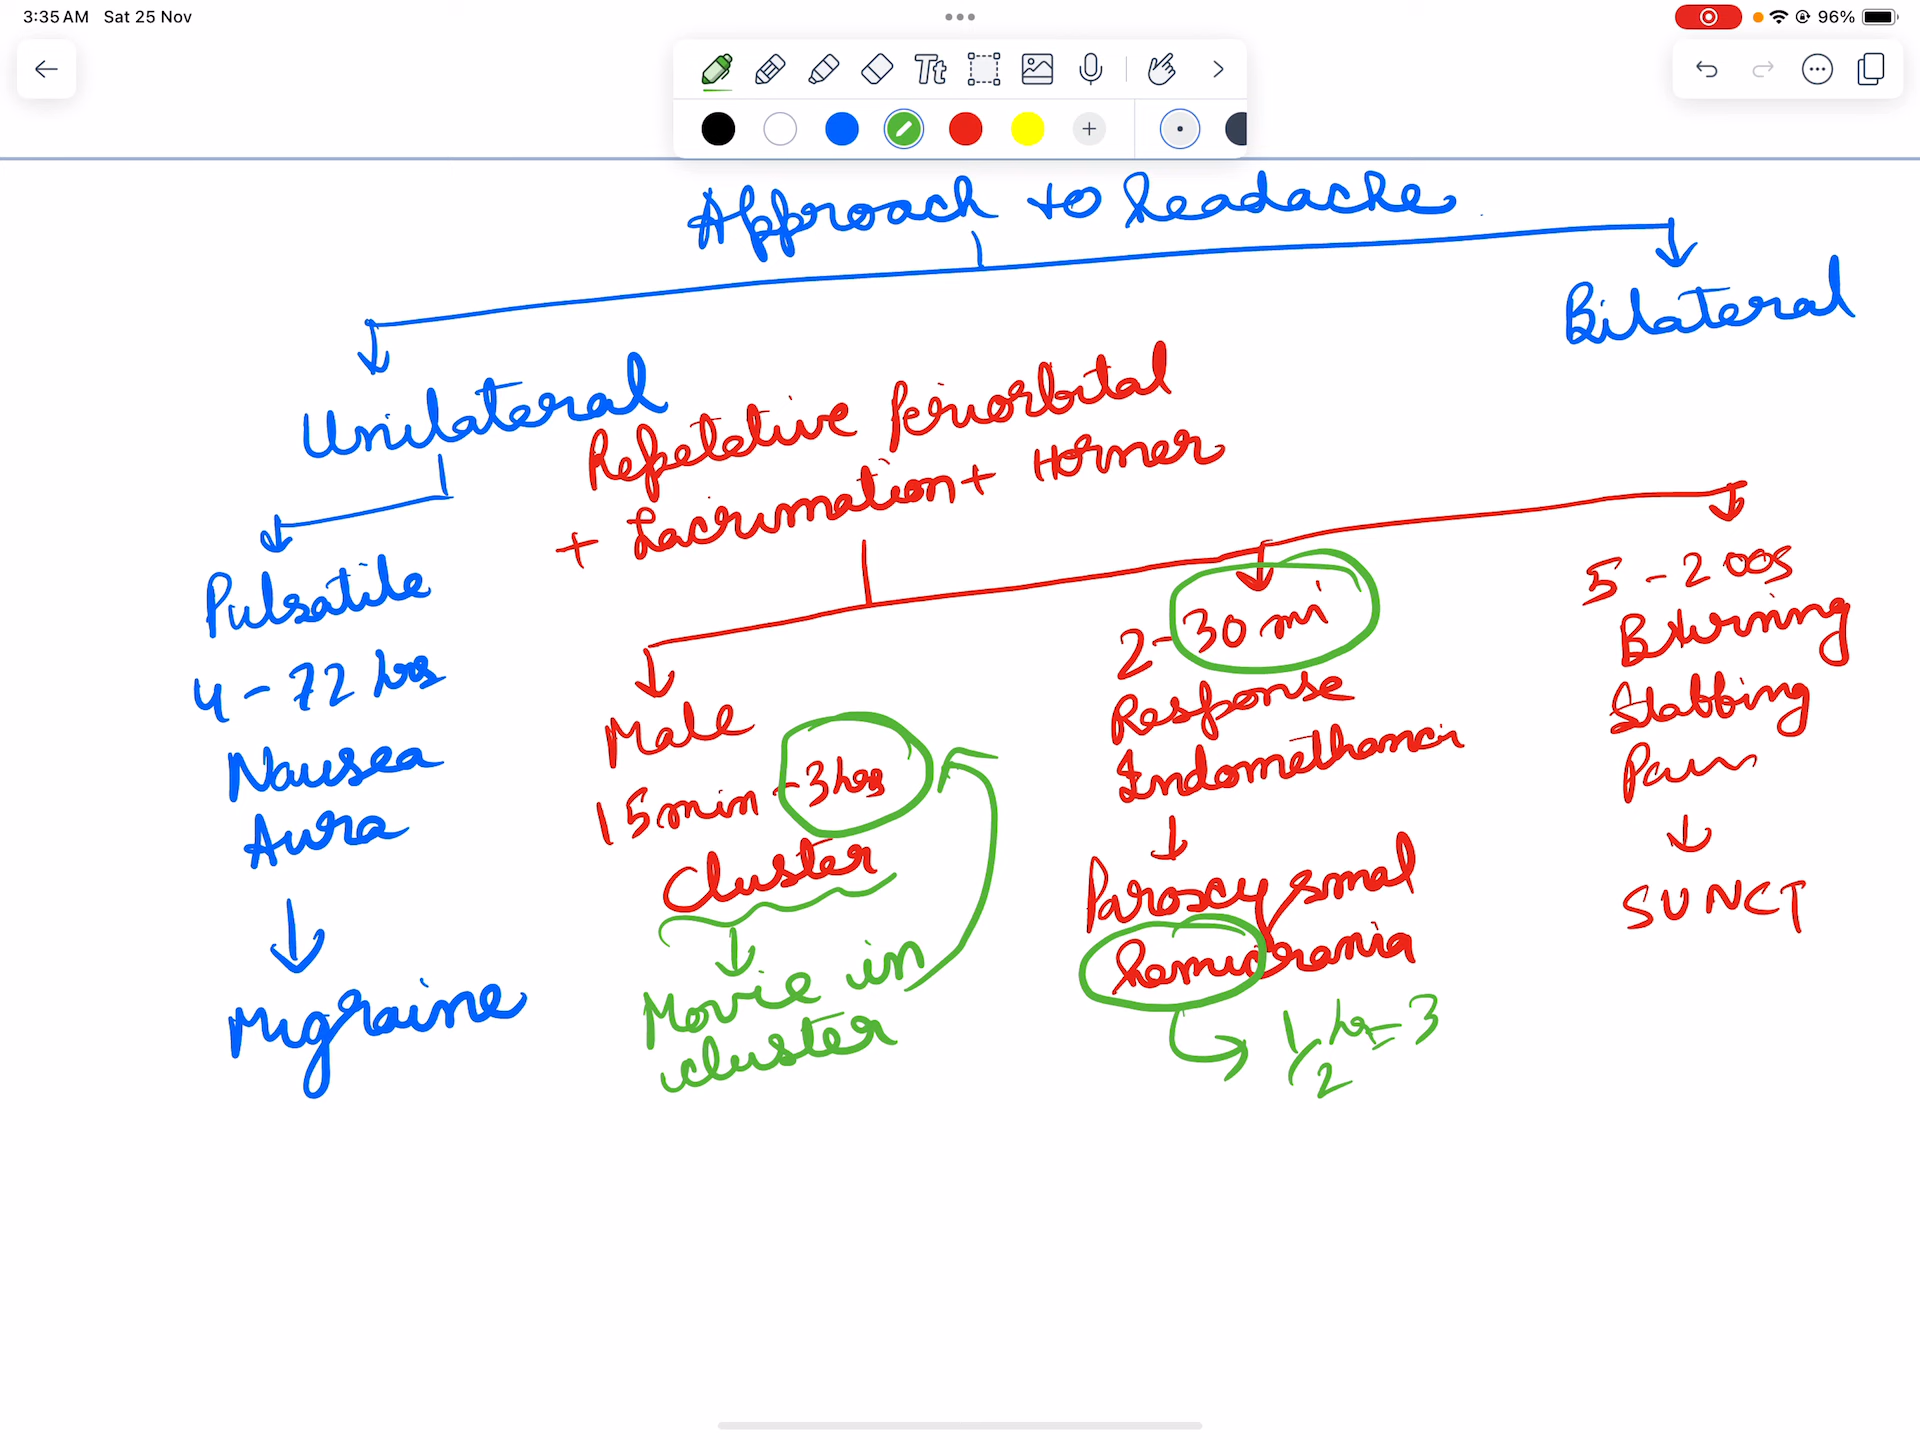 3:35 AM Sat 25 Nov
96%
Tt
Approach to headache
Bilateral
Unilateral
Repetetive Periorbital
+ Lacrimation + Horner
Pulsatile
4 - 72 hrs
Nausea
Aura
Migraine
Male
15 min - 3 hrs
Cluster
Movie in
cluster
2 - 30 mi
Response
Paroxysmal
hemicrania
1/2 hr = 3
5 - 200s
Burning
Stabbing
Pain
SUNCT